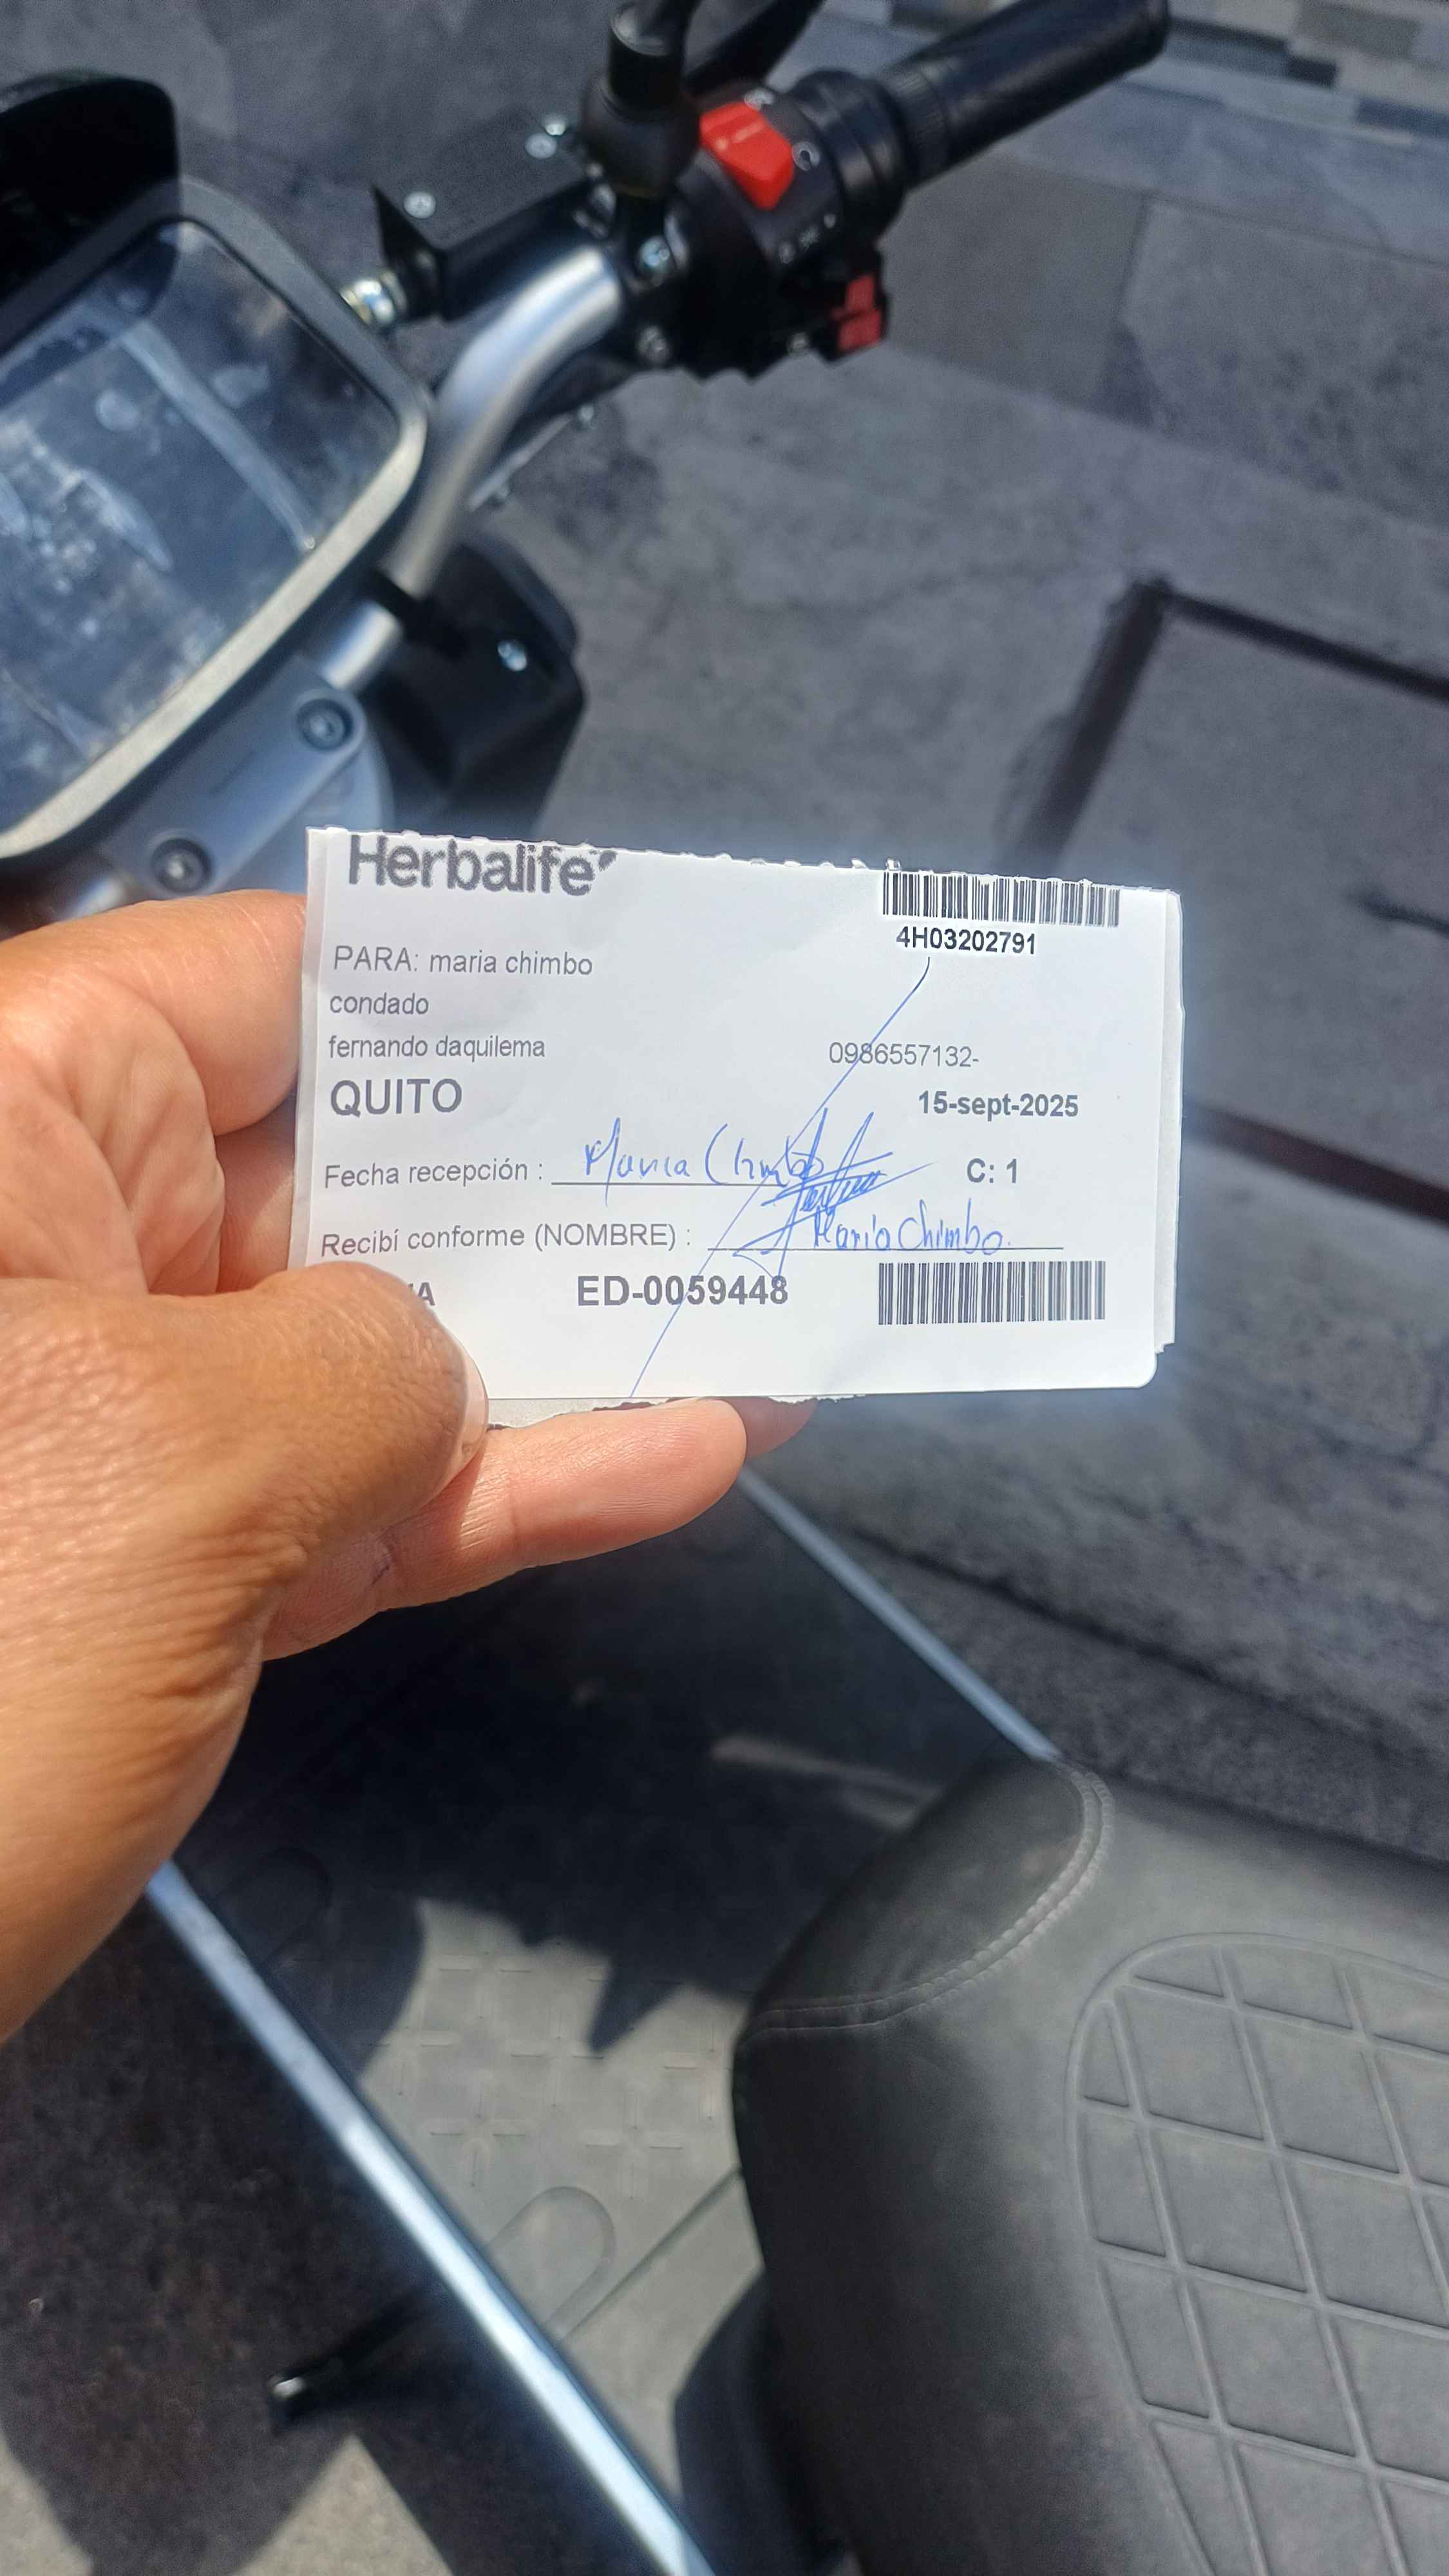 Herbalife
4H03202791
PARA: maria chimbo
condado
fernando daquilema 0986557132-
QUITO 15-sept-2025
Fecha recepción : Maria Chimbo C: 1
Recibí conforme (NOMBRE) : Maria Chimbo.
ED-0059448